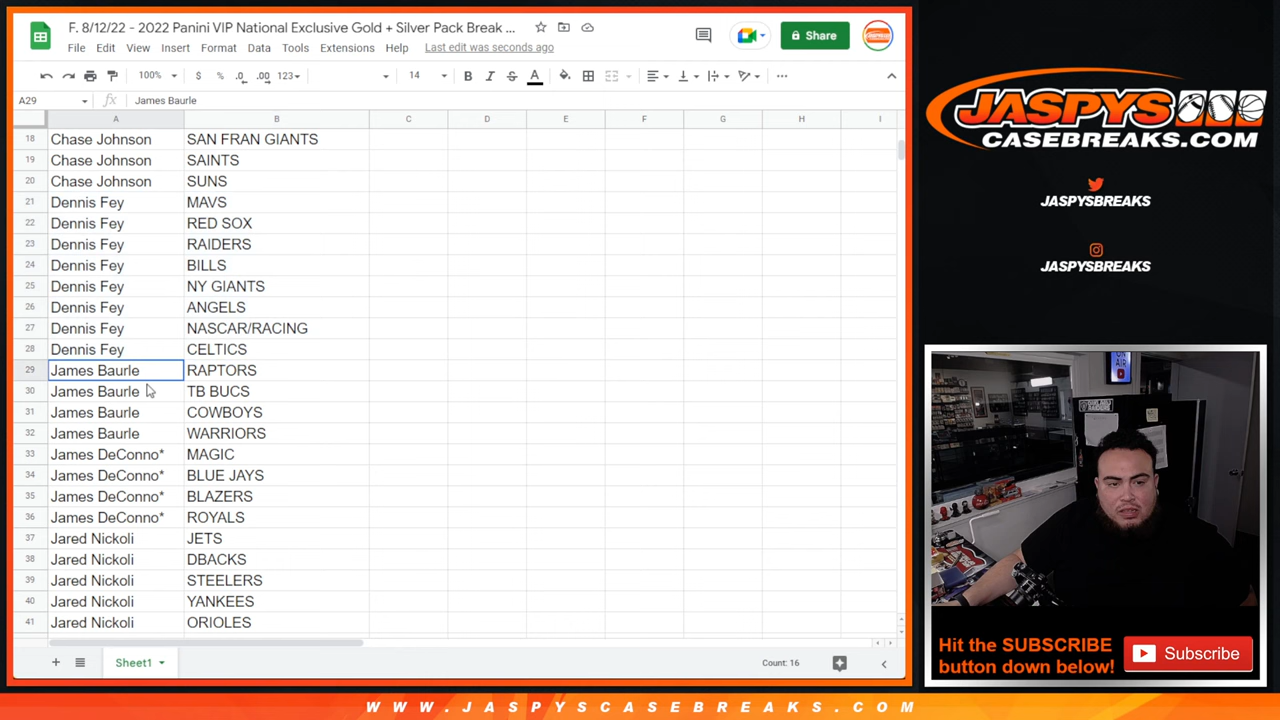 F. 8/12/22 - 2022 Panini VIP National Exclusive Gold + Silver Pack Break ...
File Edit View Insert Format Data Tools Extensions Help Last edit was seconds ago
Share
100% $ % .0 .00 123 14 B I S A
A29 James Baurle
A B C D E F G H I
18 Chase Johnson SAN FRAN GIANTS
19 Chase Johnson SAINTS
20 Chase Johnson SUNS
21 Dennis Fey MAVS
22 Dennis Fey RED SOX
23 Dennis Fey RAIDERS
24 Dennis Fey BILLS
25 Dennis Fey NY GIANTS
26 Dennis Fey ANGELS
27 Dennis Fey NASCAR/RACING
28 Dennis Fey CELTICS
29 James Baurle RAPTORS
30 James Baurle TB BUCS
31 James Baurle COWBOYS
32 James Baurle WARRIORS
33 James DeConno* MAGIC
34 James DeConno* BLUE JAYS
35 James DeConno* BLAZERS
36 James DeConno* ROYALS
37 Jared Nickoli JETS
38 Jared Nickoli DBACKS
39 Jared Nickoli STEELERS
40 Jared Nickoli YANKEES
41 Jared Nickoli ORIOLES
Sheet1 Count: 16
JASPYS
CASEBREAKS.COM
JASPYSBREAKS
JASPYSBREAKS
ON AIR
Hit the SUBSCRIBE
button down below!
Subscribe
WWW.JASPYSCASEBREAKS.COM